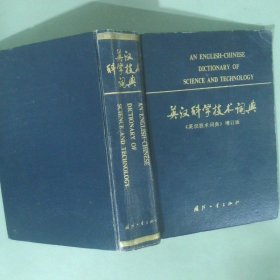 英汉
科学技术
词典
AN ENGLISH-CHINESE
DICTIONARY OF
SCIENCE AND TECHNOLOGY
AN ENGLISH-CHINESE
DICTIONARY OF
SCIENCE AND TECHNOLOGY
英汉科学技术词典
《英汉技术词典》增订版
国防工业出版社